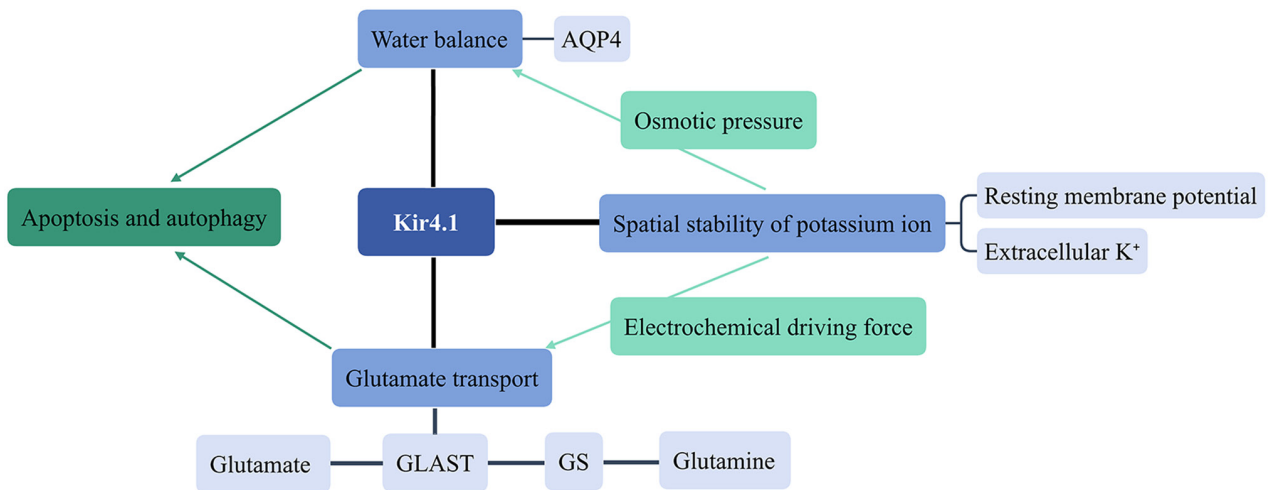 Water balance
AQP4
Osmotic pressure
Apoptosis and autophagy
Kir4.1
Spatial stability of potassium ion
Resting membrane potential
Extracellular K⁺
Electrochemical driving force
Glutamate transport
Glutamate
GLAST
GS
Glutamine